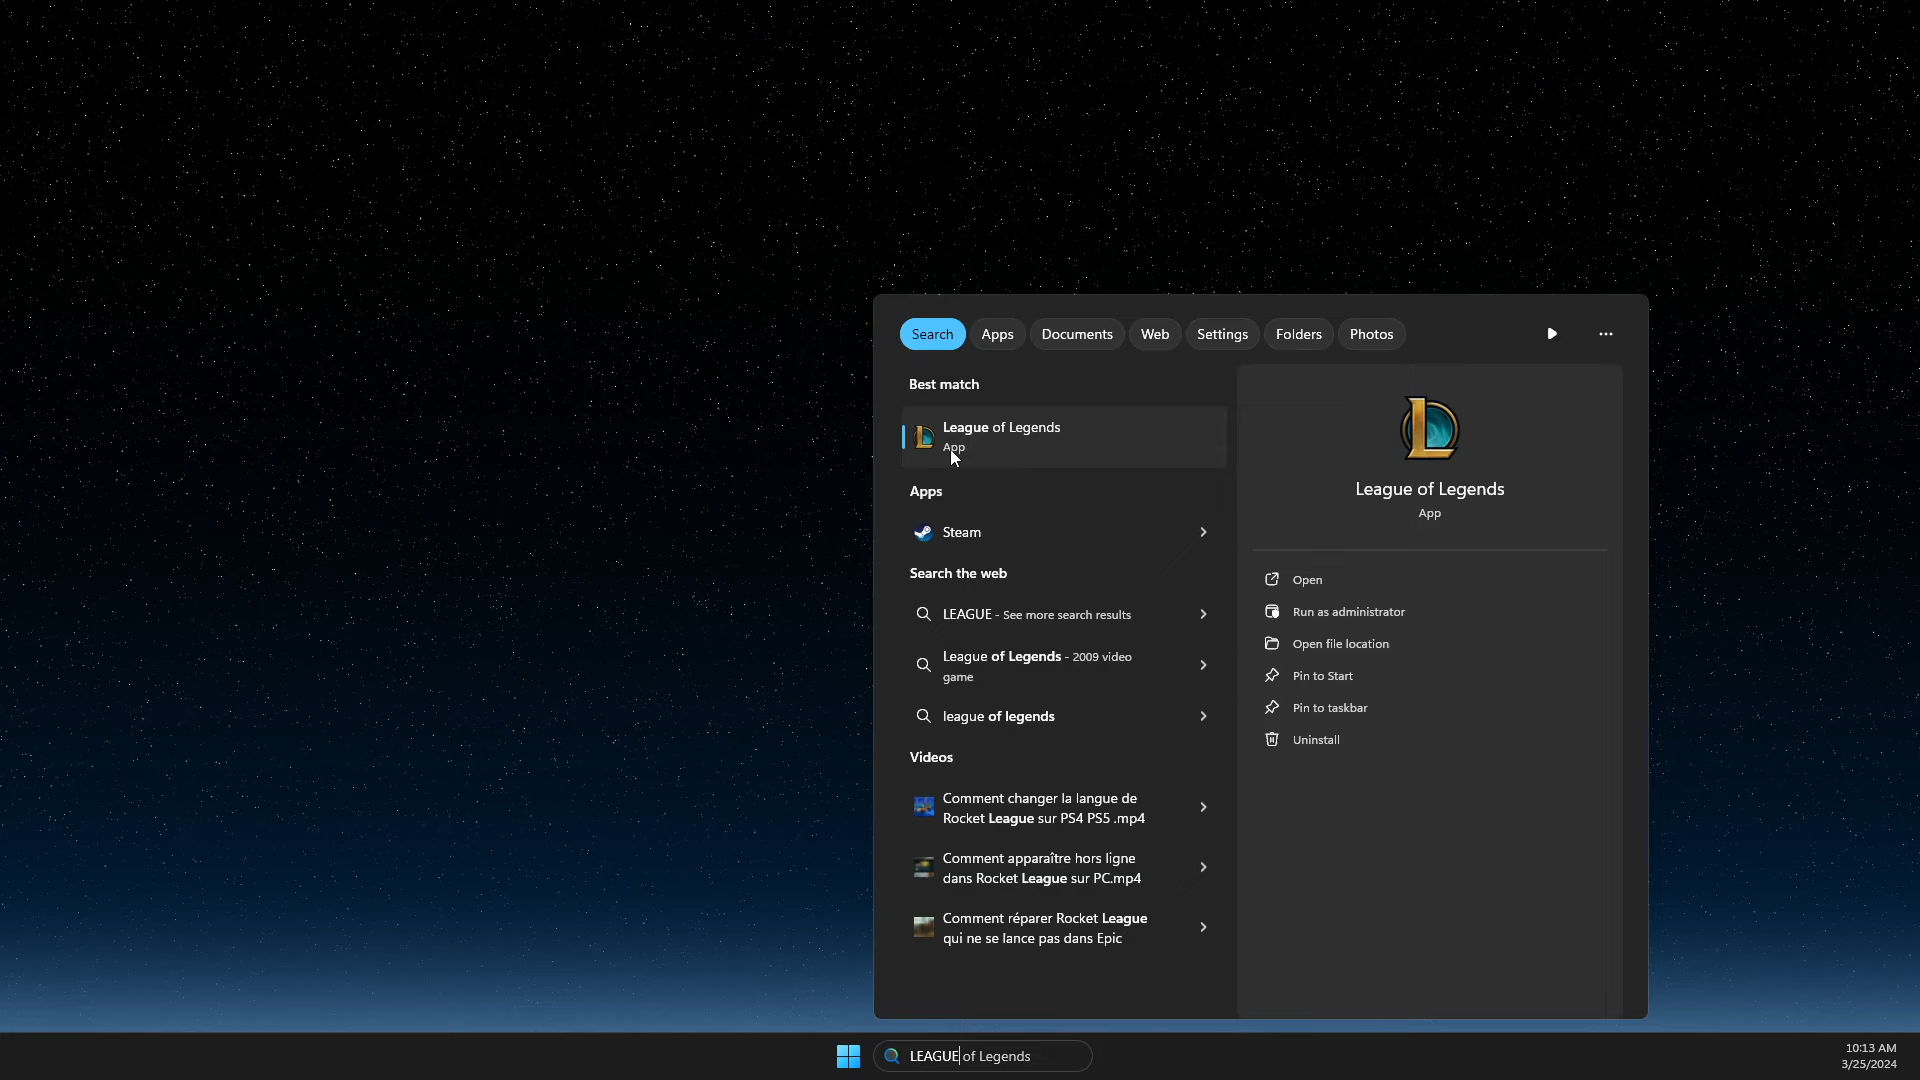 Search Apps Documents Web Settings Folders Photos
Best match
League of Legends
App
Apps
Steam
Search the web
LEAGUE - See more search results
League of Legends - 2009 video
game
league of legends
Videos
Comment changer la langue de
Rocket League sur PS4 PS5 .mp4
Comment apparaître hors ligne
dans Rocket League sur PC.mp4
Comment réparer Rocket League
qui ne se lance pas dans Epic
League of Legends
App
Open
Run as administrator
Open file location
Pin to Start
Pin to taskbar
Uninstall
LEAGUE of Legends
10:13 AM
3/25/2024